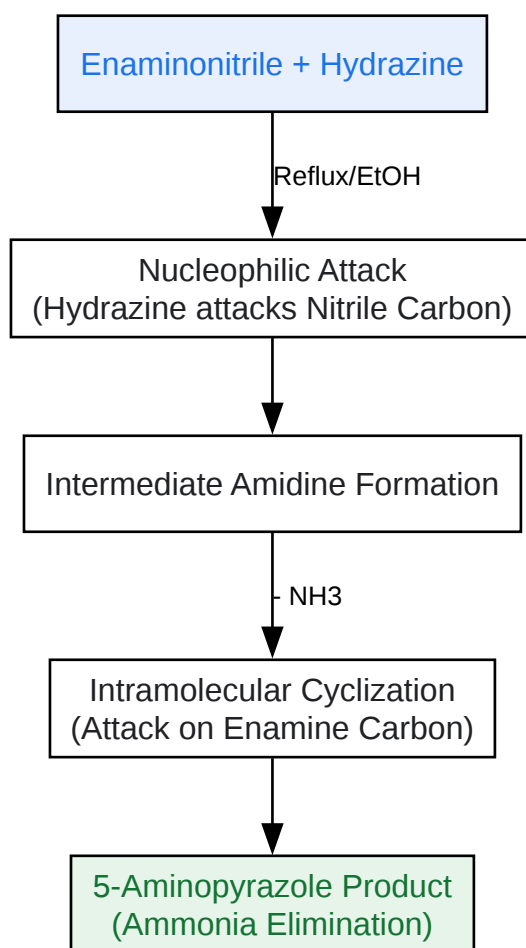 Enaminonitrile + Hydrazine
Reflux/EtOH
Nucleophilic Attack
(Hydrazine attacks Nitrile Carbon)
Intermediate Amidine Formation
- NH3
Intramolecular Cyclization
(Attack on Enamine Carbon)
5-Aminopyrazole Product
(Ammonia Elimination)